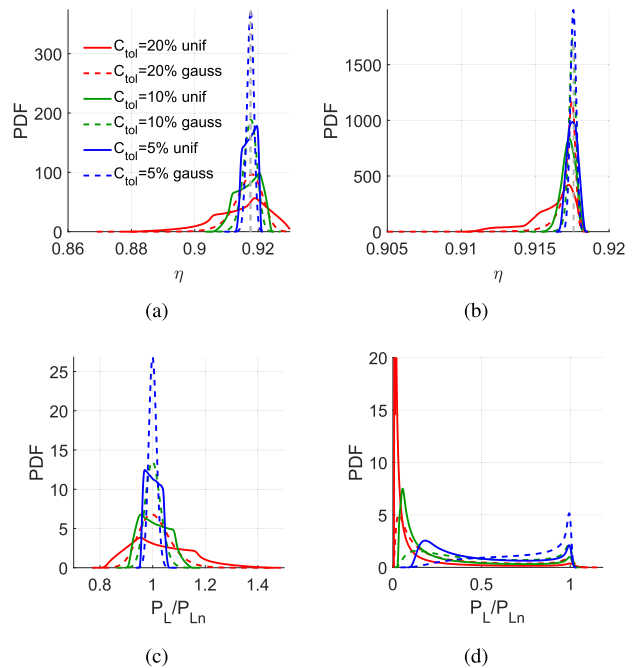 300
200
100
0
PDF
C_tol=20% unif
C_tol=20% gauss
C_tol=10% unif
C_tol=10% gauss
C_tol=5% unif
C_tol=5% gauss
0.86 0.88 0.9 0.92
η
(a)
1500
1000
500
0
PDF
0.905 0.91 0.915 0.92
η
(b)
25
20
15
10
5
0
PDF
0.8 1 1.2 1.4
P_L/P_Ln
(c)
20
15
10
5
0
PDF
0 0.5 1
P_L/P_Ln
(d)